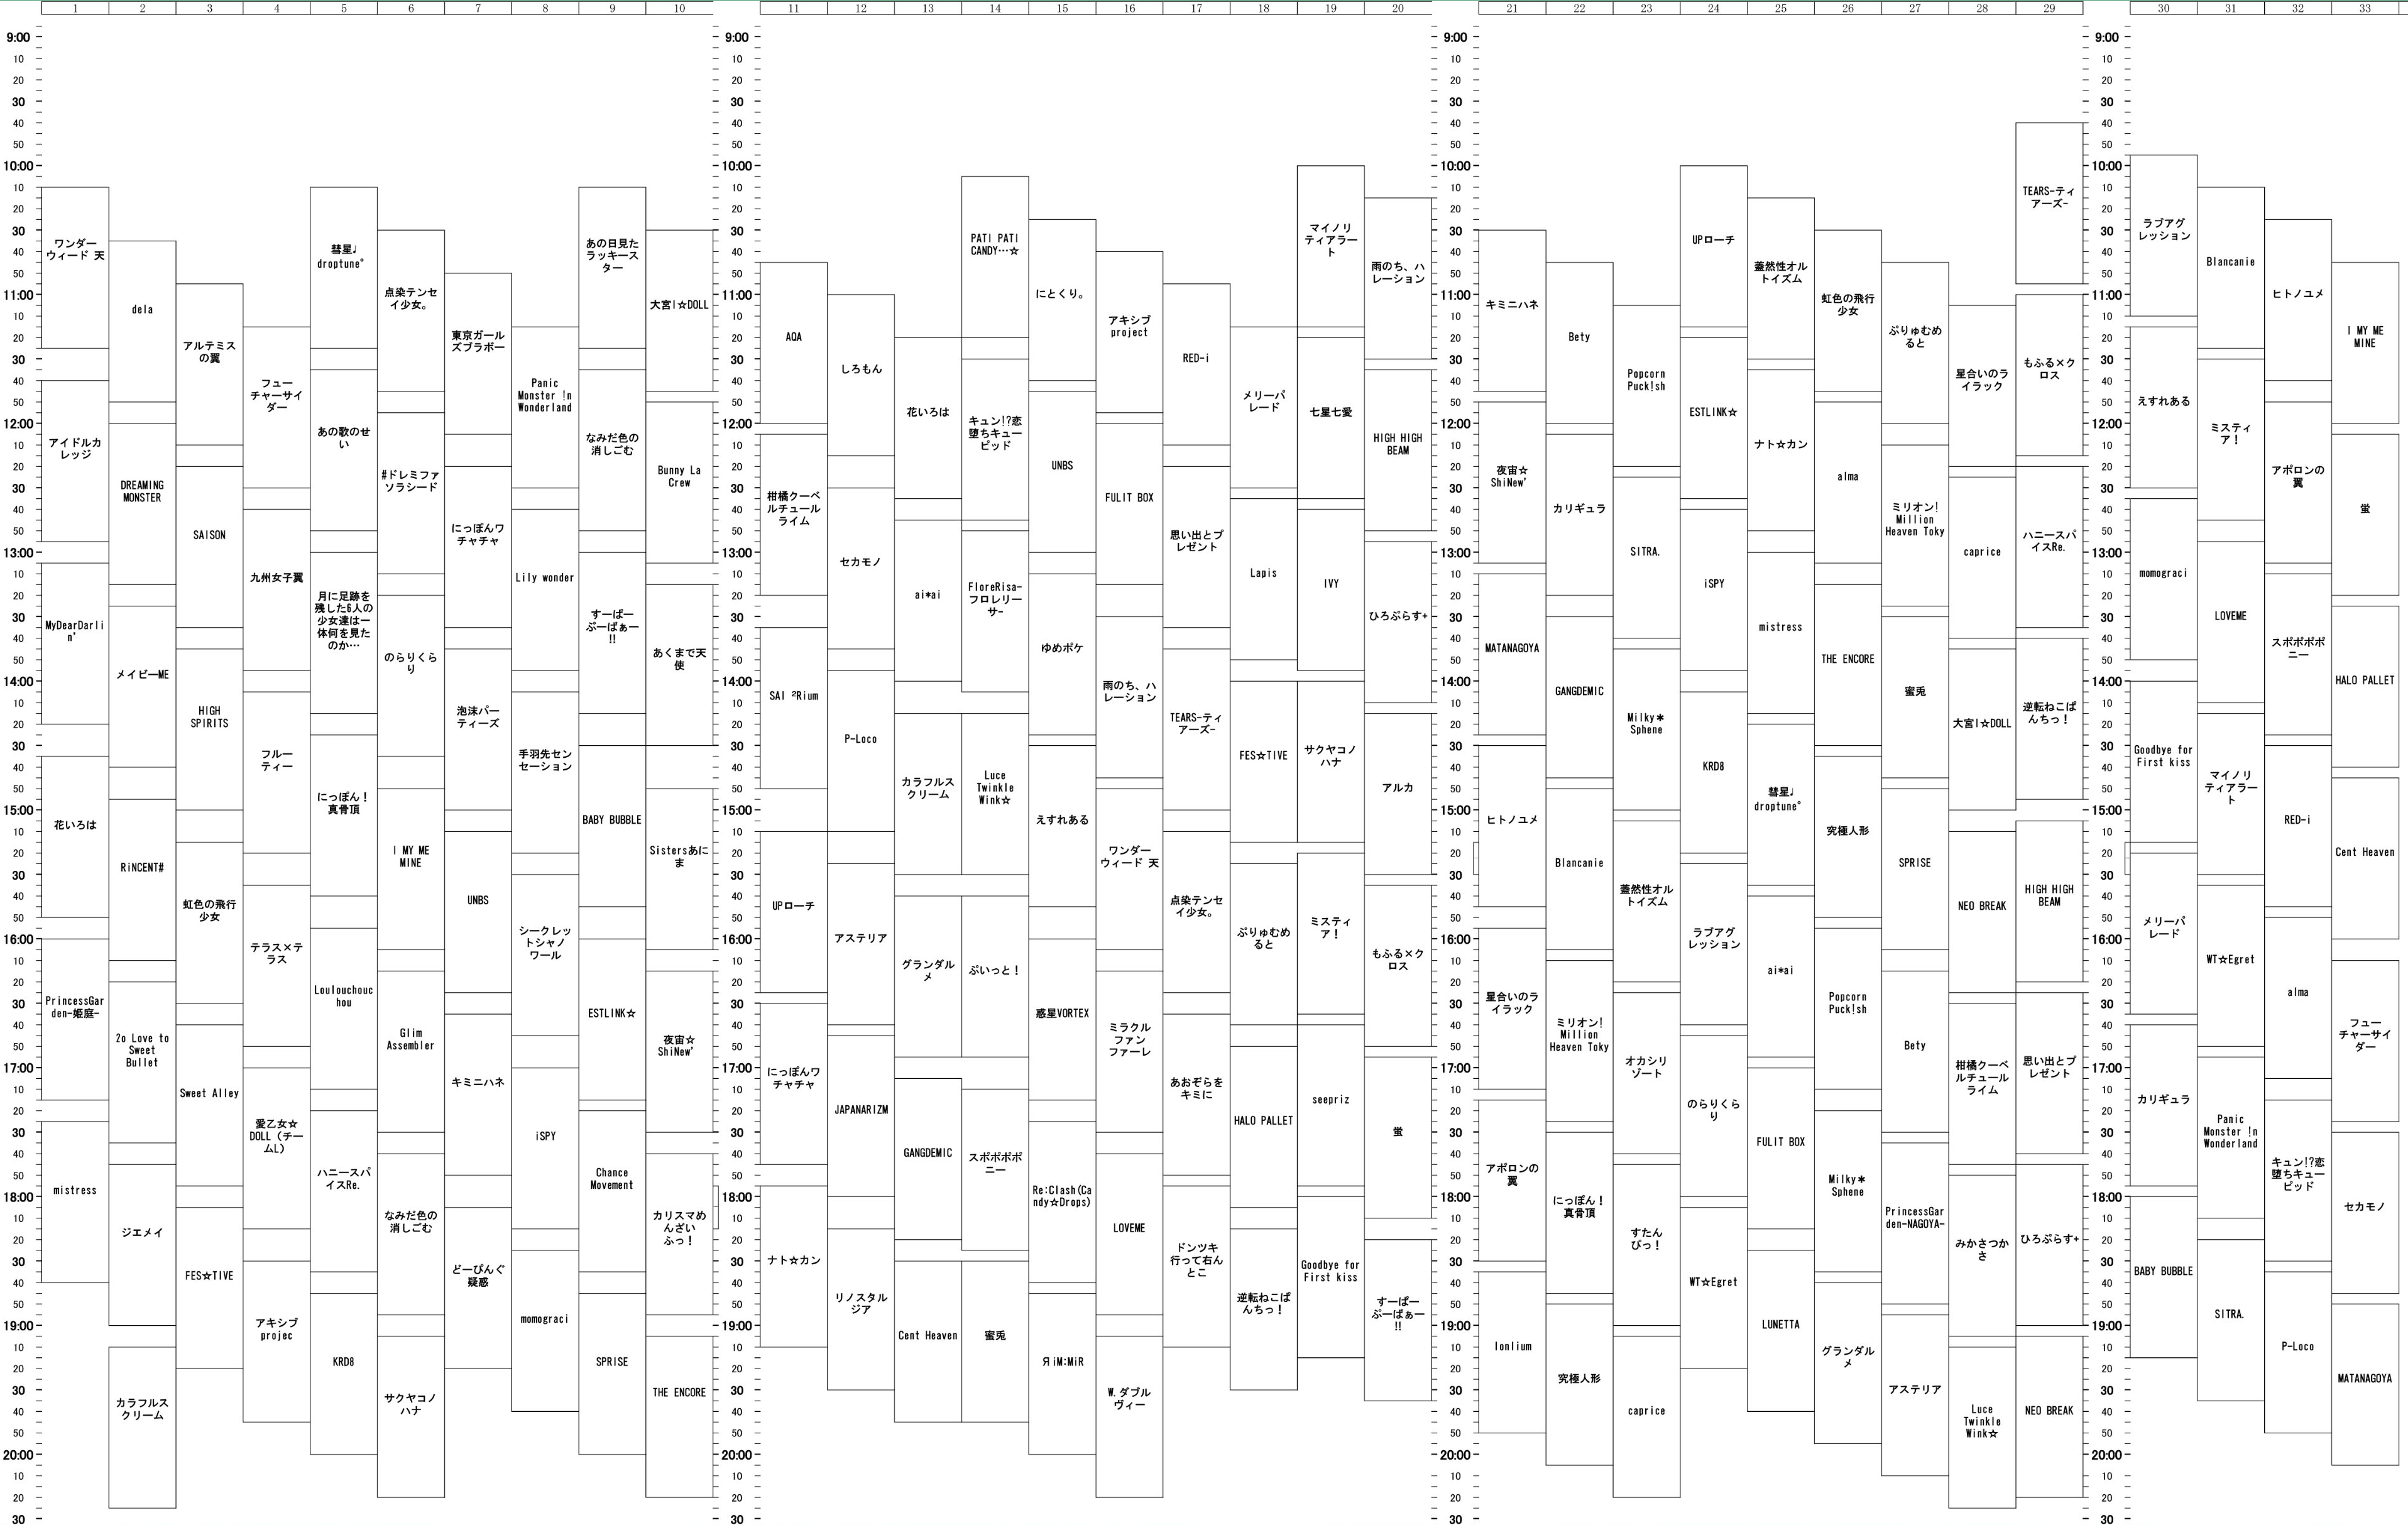 1 2 3 4 5 6 7 8 9 10 11 12 13 14 15 16 17 18 19 20 21 22 23 24 25 26 27 28 29 30 31 32 33
9:00
10
20
30
40
50
10:00
10
20
30
40
50
11:00
10
20
30
40
50
12:00
10
20
30
40
50
13:00
10
20
30
40
50
14:00
10
20
30
40
50
15:00
10
20
30
40
50
16:00
10
20
30
40
50
17:00
10
20
30
40
50
18:00
10
20
30
40
50
19:00
10
20
30
40
50
20:00
10
20
30
ワンダー
ウィード 天
アイドルカ
レッジ
MyDearDarli
n'
花いろは
PrincessGar
den-姫庭-
mistress
dela
DREAMING
MONSTER
メイビーME
RiNCENT#
2o Love to
Sweet
Bullet
ジエメイ
カラフルス
クリーム
アルテミス
の翼
SAISON
HIGH
SPIRITS
虹色の飛行
少女
Sweet Alley
FES☆TIVE
フュー
チャーサイ
ダー
九州女子翼
フルー
ティー
テラス×テ
ラス
愛乙女☆
DOLL（チー
ムL）
アキシブ
projec
彗星♩
droptune°
あの歌のせ
い
月に足跡を
残した6人の
少女達は一
体何を見た
のか…
にっぽん！
真骨頂
Loulouchouc
hou
ハニースパ
イスRe.
KRD8
点染テンセ
イ少女。
#ドレミファ
ソラシード
のらりくら
り
I MY ME
MINE
Glim
Assembler
なみだ色の
消しごむ
サクヤコノ
ハナ
東京ガール
ズブラボー
にっぽんワ
チャチャ
泡沫パー
ティーズ
UNBS
キミニハネ
どーぴんぐ
疑惑
Panic
Monster !n
Wonderland
Lily wonder
手羽先セン
セーション
シークレッ
トシャノ
ワール
iSPY
momograci
あの日見た
ラッキース
ター
なみだ色の
消しごむ
すーぱー
ぷーばぁー
!!
BABY BUBBLE
ESTLINK☆
Chance
Movement
SPRISE
大宮I☆DOLL
Bunny La
Crew
あくまで天
使
Sistersあに
ま
夜宙☆
ShiNew'
カリスマめ
んざい
ふっ！
THE ENCORE
AQA
柑橘クーベ
ルチュール
ライム
SAI ²Rium
UPローチ
にっぽんワ
チャチャ
ナト☆カン
しろもん
セカモノ
P-Loco
アステリア
JAPANARIZM
リノスタル
ジア
花いろは
ai*ai
カラフルス
クリーム
グランダル
メ
GANGDEMIC
Cent Heaven
PATI PATI
CANDY…☆
キュン!?恋
堕ちキュー
ピッド
FloreRisa-
フロレリー
サ-
Luce
Twinkle
Wink☆
ぷいっと！
スポポポポ
ニー
蜜兎
にとくり。
UNBS
ゆめポケ
えすれある
惑星VORTEX
Re:Clash(Ca
ndy☆Drops)
ЯiM:MiR
アキシブ
project
FULIT BOX
雨のち、ハ
レーション
ワンダー
ウィード 天
ミラクル
ファン
ファーレ
LOVEME
W.ダブル
ヴィー
RED-i
思い出とプ
レゼント
TEARS-ティ
アーズ-
点染テンセ
イ少女。
あおぞらを
キミに
ドンツキ
行って右ん
とこ
メリーパ
レード
Lapis
FES☆TIVE
ぷりゅむめ
ると
HALO PALLET
逆転ねこぱ
んちっ！
マイノリ
ティアラー
ト
七星七愛
IVY
サクヤコノ
ハナ
ミスティ
ア！
seepriz
Goodbye for
First kiss
雨のち、ハ
レーション
HIGH HIGH
BEAM
ひろぷらす+
アルカ
もふる×ク
ロス
蛍
すーぱー
ぷーばぁー
!!
キミニハネ
夜宙☆
ShiNew'
MATANAGOYA
ヒトノユメ
星合いのラ
イラック
アポロンの
翼
Ionlium
Bety
カリギュラ
GANGDEMIC
Blancanie
ミリオン!
Million
Heaven Toky
にっぽん！
真骨頂
究極人形
Popcorn
Puck!sh
SITRA.
Milky＊
Sphene
蓋然性オル
トイズム
オカシリ
ゾート
すたん
ぴっ！
caprice
UPローチ
ESTLINK☆
iSPY
KRD8
ラブアグ
レッション
のらりくら
り
WT☆Egret
蓋然性オル
トイズム
ナト☆カン
mistress
彗星♩
droptune°
ai*ai
FULIT BOX
LUNETTA
虹色の飛行
少女
alma
THE ENCORE
究極人形
Popcorn
Puck!sh
Milky＊
Sphene
グランダル
メ
ぷりゅむめ
ると
ミリオン!
Million
Heaven Toky
蜜兎
SPRISE
Bety
PrincessGar
den-NAGOYA-
アステリア
星合いのラ
イラック
caprice
大宮I☆DOLL
NEO BREAK
柑橘クーベ
ルチュール
ライム
みかさつか
さ
Luce
Twinkle
Wink☆
TEARS-ティ
アーズ-
もふる×ク
ロス
ハニースパ
イスRe.
逆転ねこぱ
んちっ！
HIGH HIGH
BEAM
思い出とプ
レゼント
ひろぷらす+
NEO BREAK
ラブアグ
レッション
えすれある
momograci
Goodbye for
First kiss
メリーパ
レード
カリギュラ
BABY BUBBLE
Blancanie
ミスティ
ア！
LOVEME
マイノリ
ティアラー
ト
WT☆Egret
Panic
Monster !n
Wonderland
SITRA.
ヒトノユメ
アポロンの
翼
スポポポポ
ニー
RED-i
alma
キュン!?恋
堕ちキュー
ピッド
P-Loco
I MY ME
MINE
蛍
HALO PALLET
Cent Heaven
フュー
チャーサイ
ダー
セカモノ
MATANAGOYA